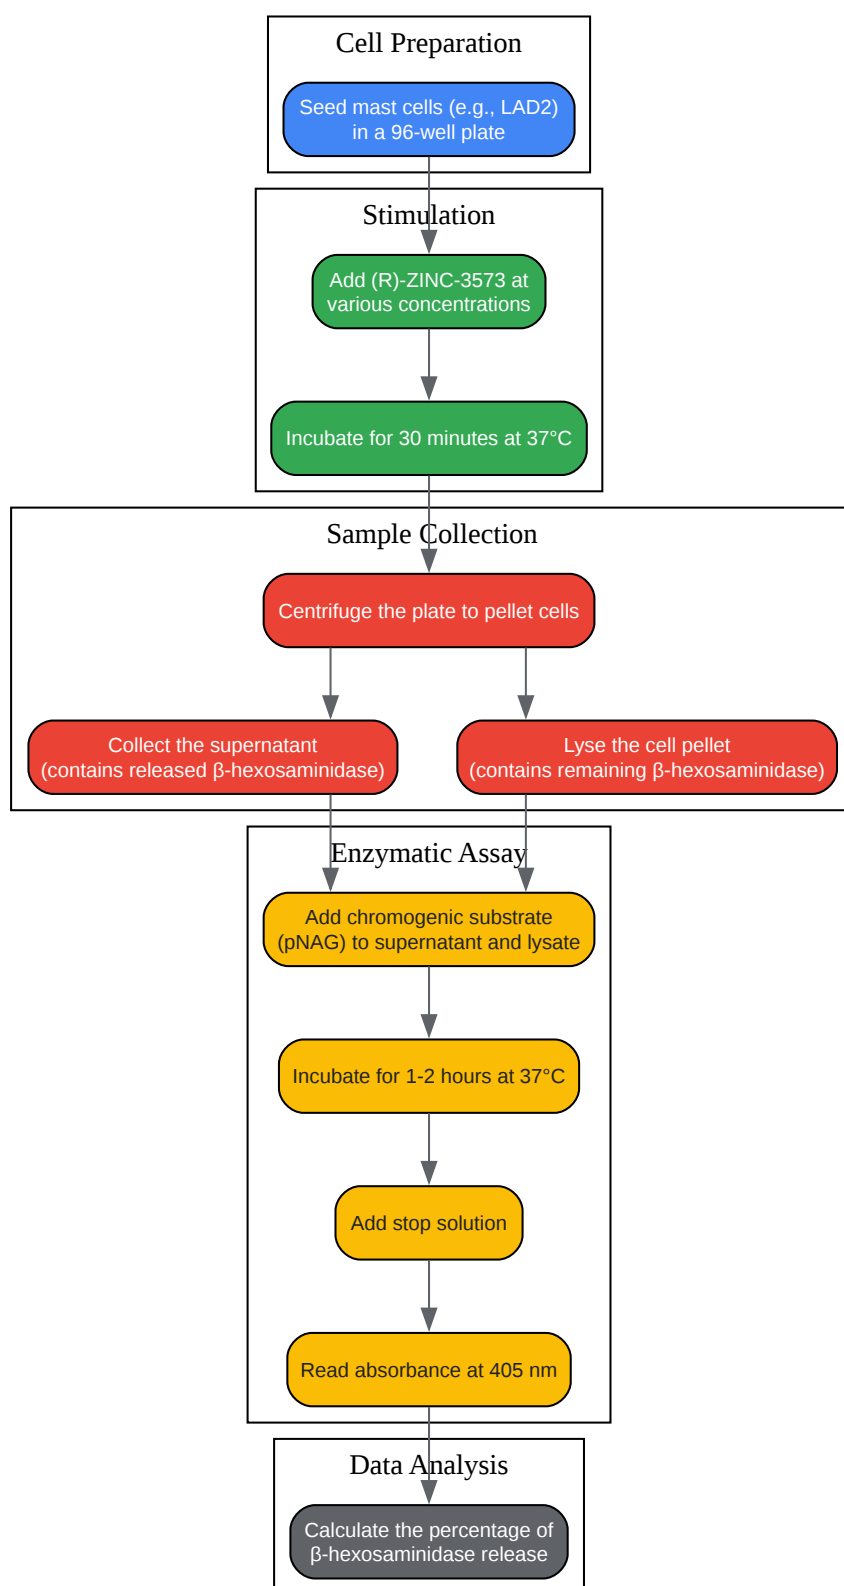 Cell Preparation
Seed mast cells (e.g., LAD2)
in a 96-well plate
Stimulation
Add (R)-ZINC-3573 at
various concentrations
Incubate for 30 minutes at 37°C
Sample Collection
Centrifuge the plate to pellet cells
Collect the supernatant
(contains released β-hexosaminidase)
Lyse the cell pellet
(contains remaining β-hexosaminidase)
Enzymatic Assay
Add chromogenic substrate
(pNAG) to supernatant and lysate
Incubate for 1-2 hours at 37°C
Add stop solution
Read absorbance at 405 nm
Data Analysis
Calculate the percentage of
β-hexosaminidase release